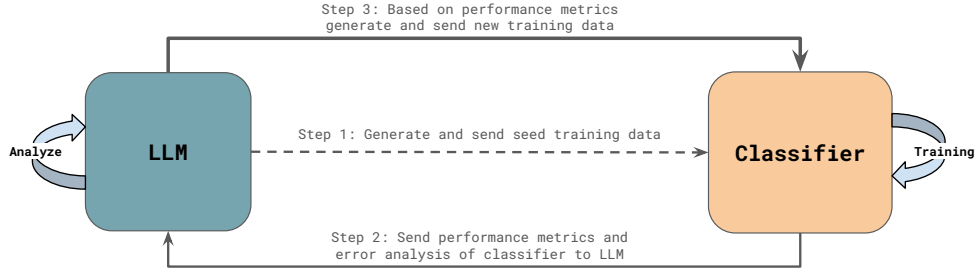 Step 3: Based on performance metrics
generate and send new training data
Analyze
LLM
Step 1: Generate and send seed training data
Classifier
Training
Step 2: Send performance metrics and
error analysis of classifier to LLM